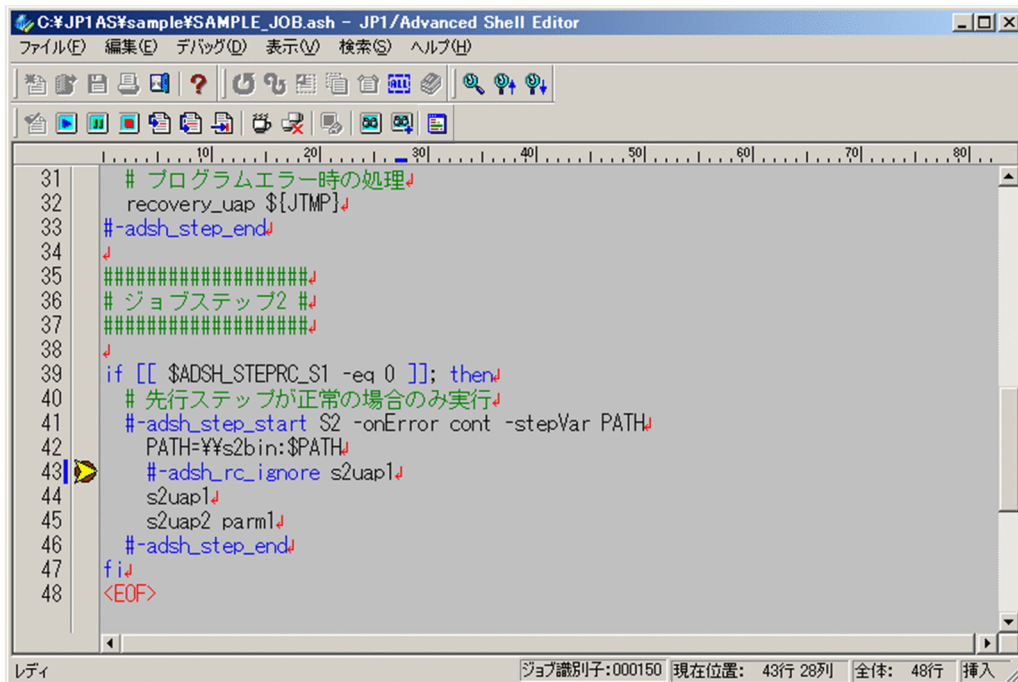 C:¥JP1AS¥sample¥SAMPLE_JOB.ash - JP1/Advanced Shell Editor
ファイル(F) 編集(E) デバッグ(D) 表示(V) 検索(S) ヘルプ(H)
ALL
10 20 30 40 50 60 70 80
31 # プログラムエラー時の処理
32 recovery_uap ${JTMP}
33 #-adsh_step_end
34
35 ###################
36 # ジョブステップ2 #
37 ###################
38
39 if [[ $ADSH_STEPRC_S1 -eq 0 ]]; then
40 # 先行ステップが正常の場合のみ実行
41 #-adsh_step_start S2 -onError cont -stepVar PATH
42 PATH=¥¥s2bin:$PATH
43 #-adsh_rc_ignore s2uap1
44 s2uap1
45 s2uap2 parm1
46 #-adsh_step_end
47 fi
48 <EOF>
レディ ジョブ識別子:000150 現在位置: 43行 28列 全体: 48行 挿入